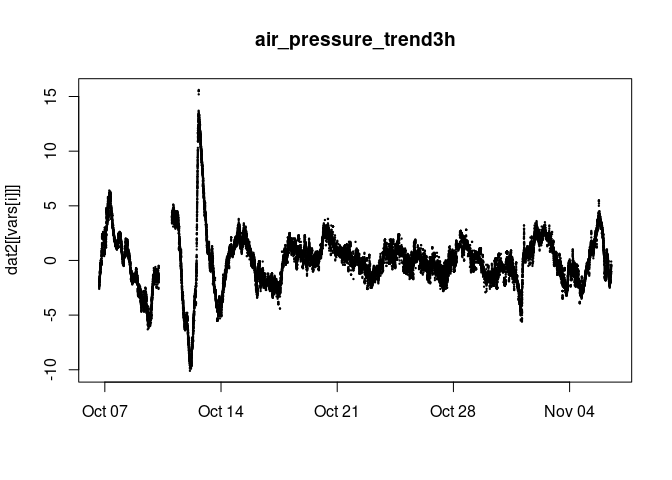 air_pressure_trend3h
dat2[[vars[i]]]
15
10
5
0
-5
-10
Oct 07
Oct 14
Oct 21
Oct 28
Nov 04